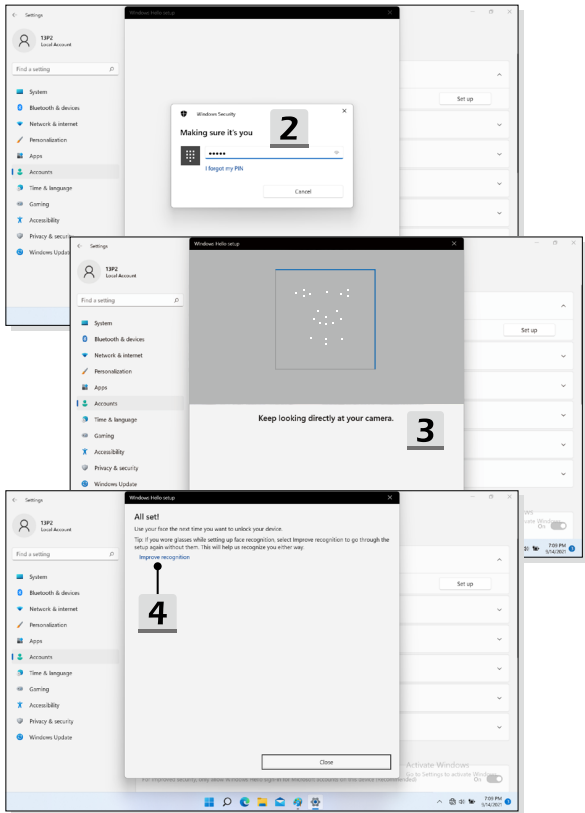 Settings
Windows Hello setup
13P2
Local Account
Find a setting
System
Bluetooth & devices
Network & internet
Personalization
Apps
Accounts
Time & language
Gaming
Accessibility
Privacy & security
Windows Update
Set up
Windows Security
Making sure it's you
2
I forgot my PIN
Cancel
Settings
Windows Hello setup
13P2
Local Account
Find a setting
System
Bluetooth & devices
Network & internet
Personalization
Apps
Accounts
Time & language
Gaming
Accessibility
Privacy & security
Windows Update
Set up
Keep looking directly at your camera.
3
On
7:09 PM
5/14/2021
Settings
Windows Hello setup
13P2
Local Account
Find a setting
System
Bluetooth & devices
Network & internet
Personalization
Apps
Accounts
Time & language
Gaming
Accessibility
Privacy & security
Windows Update
All set!
Use your face the next time you want to unlock your device.
Tip: If you wore glasses while setting up face recognition, select Improve recognition to go through the
setup again without them. This will help us recognize you either way.
Improve recognition
4
Close
Set up
Activate Windows
Go to Settings to activate Windows.
On
7:09 PM
5/14/2021